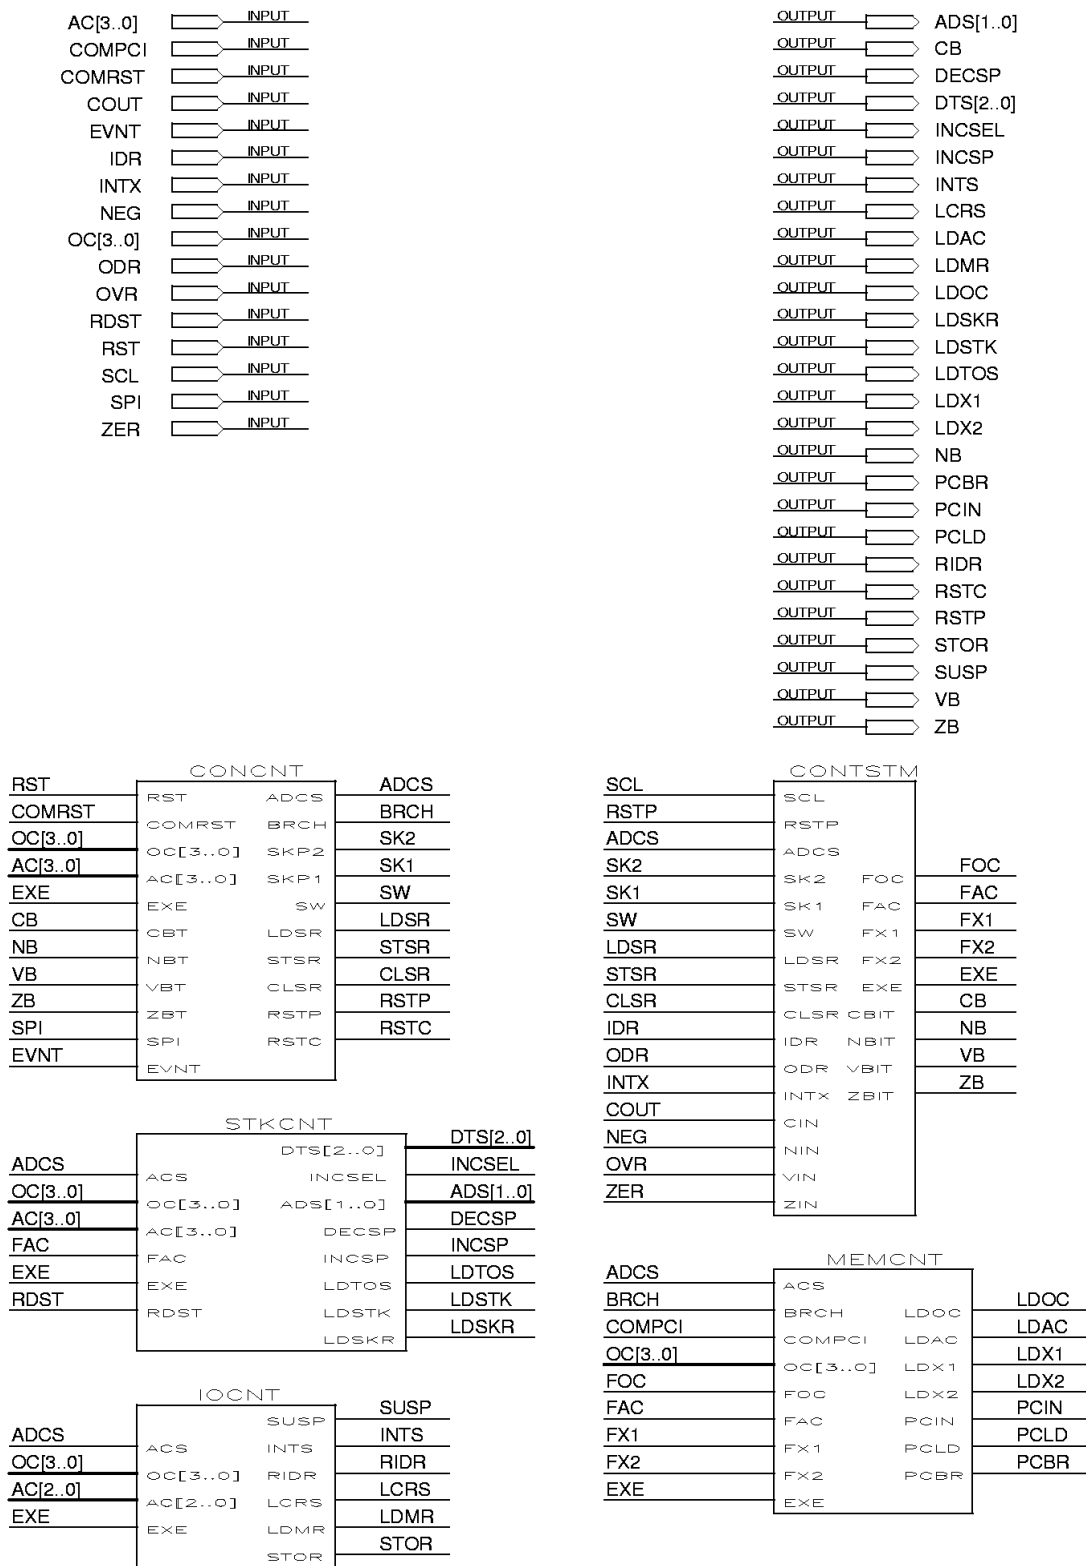 AC[3..0] INPUT
COMPCI INPUT
COMRST INPUT
COUT INPUT
EVNT INPUT
IDR INPUT
INTX INPUT
NEG INPUT
OC[3..0] INPUT
ODR INPUT
OVR INPUT
RDST INPUT
RST INPUT
SCL INPUT
SPI INPUT
ZER INPUT
OUTPUT ADS[1..0]
OUTPUT CB
OUTPUT DECSP
OUTPUT DTS[2..0]
OUTPUT INCSEL
OUTPUT INCSP
OUTPUT INTS
OUTPUT LCRS
OUTPUT LDAC
OUTPUT LDMR
OUTPUT LDOC
OUTPUT LDSKR
OUTPUT LDSTK
OUTPUT LDTOS
OUTPUT LDX1
OUTPUT LDX2
OUTPUT NB
OUTPUT PCBR
OUTPUT PCIN
OUTPUT PCLD
OUTPUT RIDR
OUTPUT RSTC
OUTPUT RSTP
OUTPUT STOR
OUTPUT SUSP
OUTPUT VB
OUTPUT ZB
CONCNT
RST RST ADCS ADCS
COMRST COMRST BRCH BRCH
OC[3..0] OC[3..0] SKP2 SK2
AC[3..0] AC[3..0] SKP1 SK1
EXE EXE SW SW
CB CBT LDSR LDSR
NB NBT STSR STSR
VB VBT CLSR CLSR
ZB ZBT RSTP RSTP
SPI SPI RSTC RSTC
EVNT EVNT
CONTSTM
SCL SCL
RSTP RSTP
ADCS ADCS
SK2 SK2 FOC FOC
SK1 SK1 FAC FAC
SW SW FX1 FX1
LDSR LDSR FX2 FX2
STSR STSR EXE EXE
CLSR CLSR CBIT CB
IDR IDR NBIT NB
ODR ODR VBIT VB
INTX INTX ZBIT ZB
COUT CIN
NEG NIN
OVR VIN
ZER ZIN
STKCNT
DTS[2..0] DTS[2..0]
ADCS ACS INCSEL INCSEL
OC[3..0] OC[3..0] ADS[1..0] ADS[1..0]
AC[3..0] AC[3..0] DECSP DECSP
FAC FAC INCSP INCSP
EXE EXE LDTOS LDTOS
RDST RDST LDSTK LDSTK
LDSKR LDSKR
MEMCNT
ADCS ACS
BRCH BRCH LDOC LDOC
COMPCI COMPCI LDAC LDAC
OC[3..0] OC[3..0] LDX1 LDX1
FOC FOC LDX2 LDX2
FAC FAC PCIN PCIN
FX1 FX1 PCLD PCLD
FX2 FX2 PCBR PCBR
EXE EXE
IOCNT
SUSP SUSP
ADCS ACS INTS INTS
OC[3..0] OC[3..0] RIDR RIDR
AC[2..0] AC[2..0] LCRS LCRS
EXE EXE LDMR LDMR
STOR STOR